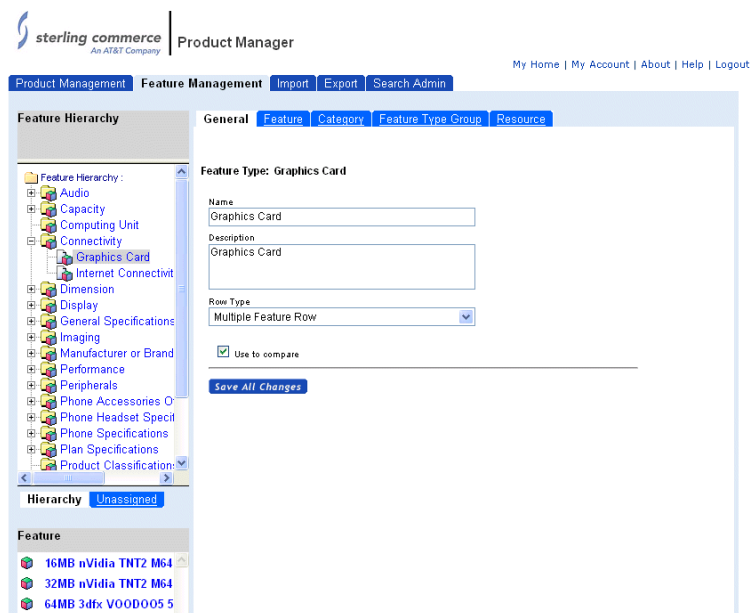 sterling commerce
An AT&T Company
Product Manager
My Home | My Account | About | Help | Logout
Product Management Feature Management Import Export Search Admin
Feature Hierarchy
General Feature Category Feature Type Group Resource
Feature Hierarchy :
Audio
Capacity
Computing Unit
Connectivity
Graphics Card
Internet Connectivit
Dimension
Display
General Specifications
Imaging
Manufacturer or Brand
Performance
Peripherals
Phone Accessories O
Phone Headset Specif
Phone Specifications
Plan Specifications
Product Classification
Hierarchy Unassigned
Feature
16MB nVidia TNT2 M64
32MB nVidia TNT2 M64
64MB 3dfx VOODOO5 5
Feature Type: Graphics Card
Name
Graphics Card
Description
Graphics Card
Row Type
Multiple Feature Row
Use to compare
Save All Changes